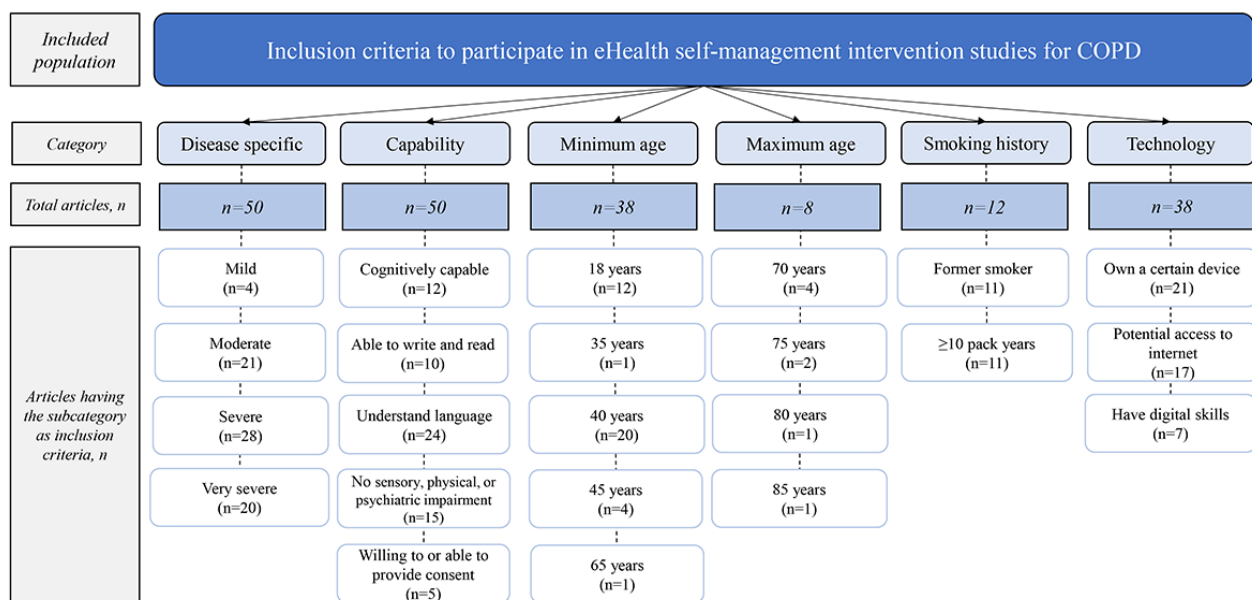 Included
population
Inclusion criteria to participate in eHealth self-management intervention studies for COPD
Category
Disease specific
Capability
Minimum age
Maximum age
Smoking history
Technology
Total articles, n
n=50
n=50
n=38
n=8
n=12
n=38
Articles having
the subcategory
as inclusion
criteria, n
Mild
(n=4)
Moderate
(n=21)
Severe
(n=28)
Very severe
(n=20)
Cognitively capable
(n=12)
Able to write and read
(n=10)
Understand language
(n=24)
No sensory, physical, or
psychiatric impairment
(n=15)
Willing to or able to
provide consent
(n=5)
18 years
(n=12)
35 years
(n=1)
40 years
(n=20)
45 years
(n=4)
65 years
(n=1)
70 years
(n=4)
75 years
(n=2)
80 years
(n=1)
85 years
(n=1)
Former smoker
(n=11)
≥10 pack years
(n=11)
Own a certain device
(n=21)
Potential access to
internet
(n=17)
Have digital skills
(n=7)